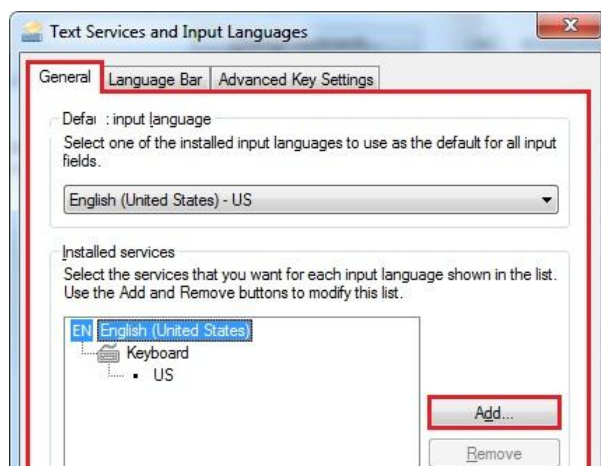 Text Services and Input Languages
General Language Bar Advanced Key Settings
Defau : input language
Select one of the installed input languages to use as the default for all input
fields.
English (United States) - US
Installed services
Select the services that you want for each input language shown in the list.
Use the Add and Remove buttons to modify this list.
EN English (United States)
Keyboard
US
Add...
Remove